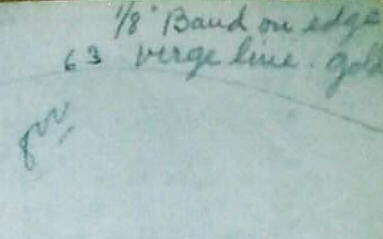 1/8" Band on edge
63 verge line. gold